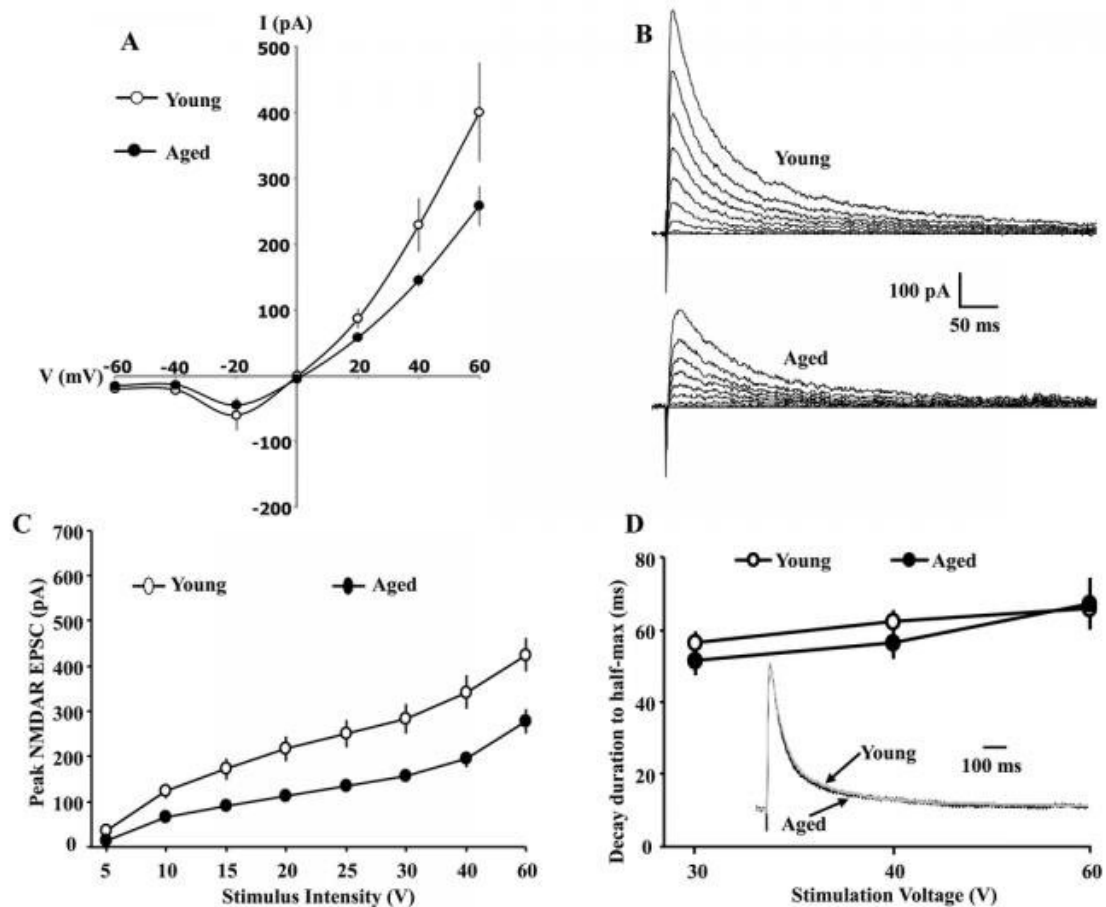 A
I (pA)
Young
Aged
500
400
300
200
100
-100
-200
V (mV)
-60
-40
-20
20
40
60
B
Young
Aged
100 pA
50 ms
C
Peak NMDAR EPSC (pA)
700
600
500
400
300
200
100
0
Young
Aged
5
10
15
20
25
30
40
60
Stimulus Intensity (V)
D
Decay duration to half-max (ms)
80
60
40
20
0
Young
Aged
Young
Aged
100 ms
30
40
60
Stimulation Voltage (V)